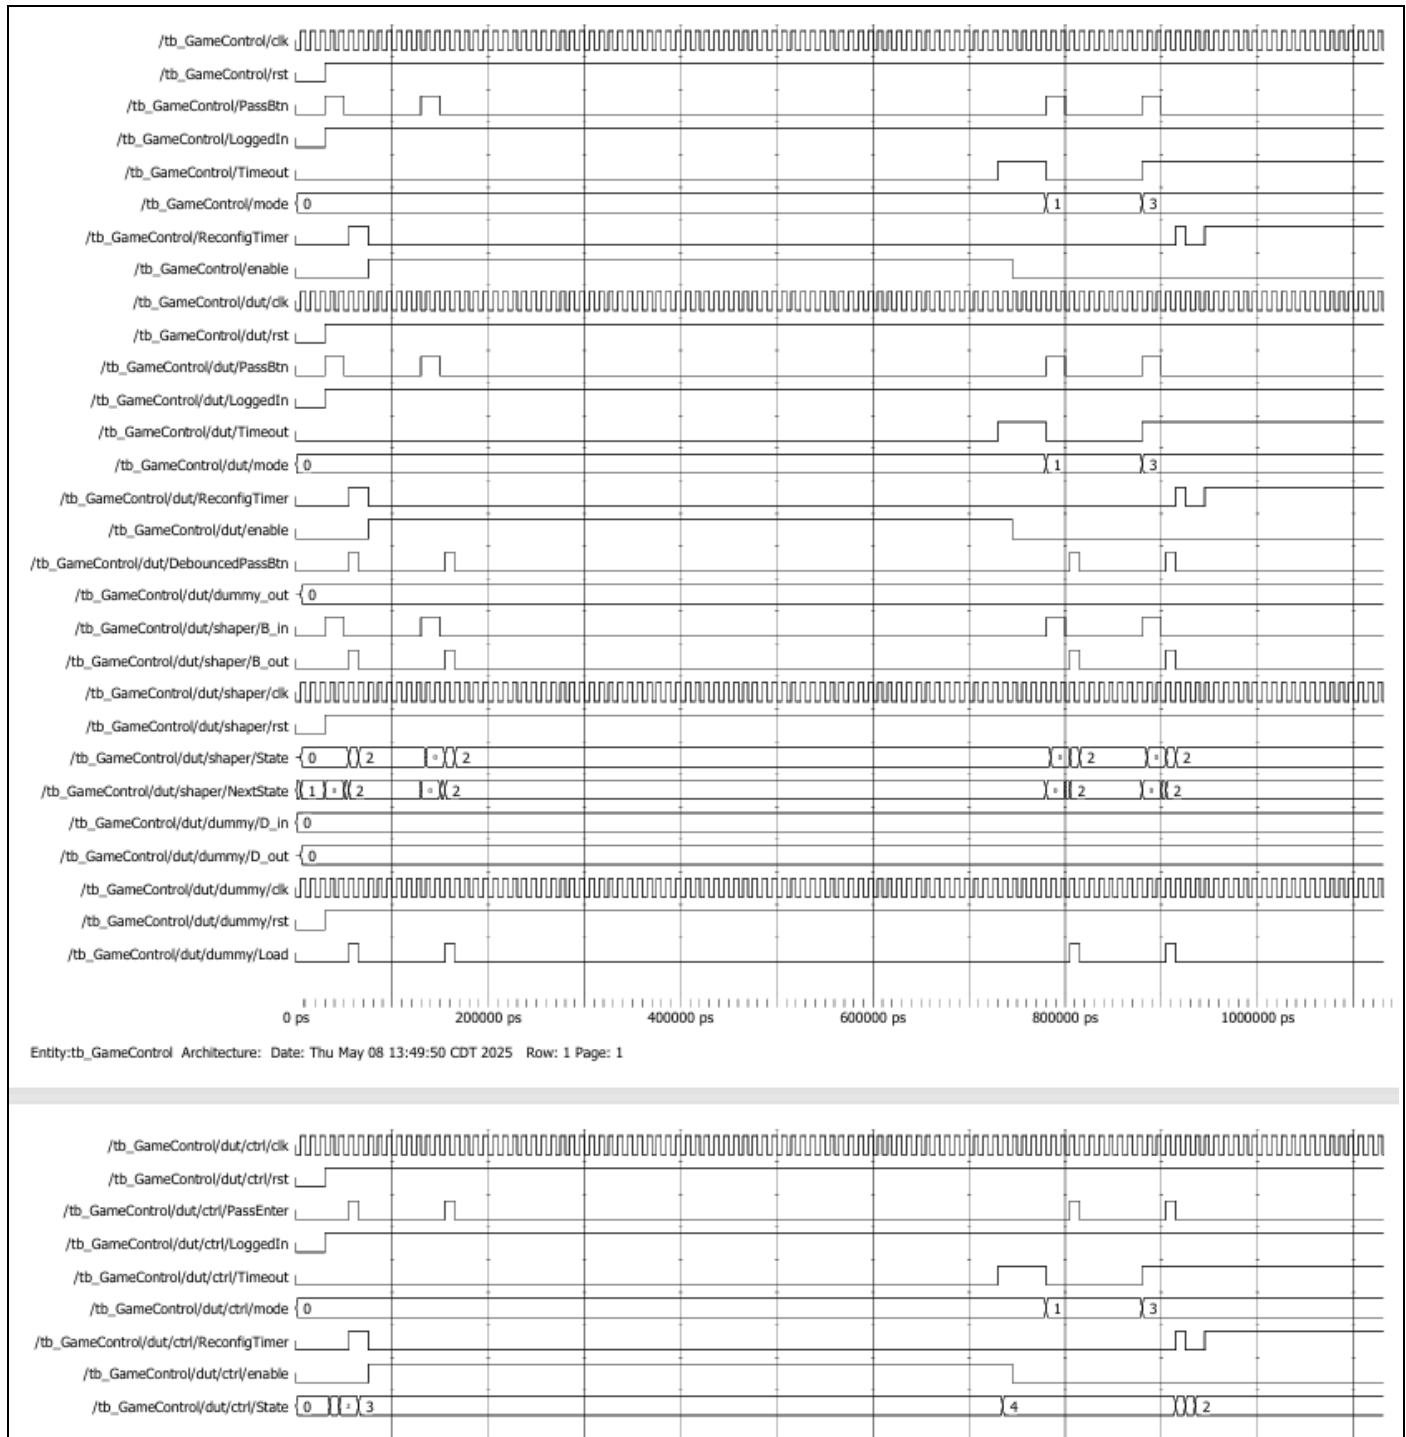 /tb_GameControl/clk
/tb_GameControl/rst
/tb_GameControl/PassBtn
/tb_GameControl/LoggedIn
/tb_GameControl/Timeout
/tb_GameControl/mode 0 1 3
/tb_GameControl/ReconfigTimer
/tb_GameControl/enable
/tb_GameControl/dut/clk
/tb_GameControl/dut/rst
/tb_GameControl/dut/PassBtn
/tb_GameControl/dut/LoggedIn
/tb_GameControl/dut/Timeout
/tb_GameControl/dut/mode 0 1 3
/tb_GameControl/dut/ReconfigTimer
/tb_GameControl/dut/enable
/tb_GameControl/dut/DebouncedPassBtn
/tb_GameControl/dut/dummy_out 0
/tb_GameControl/dut/shaper/B_in
/tb_GameControl/dut/shaper/B_out
/tb_GameControl/dut/shaper/clk
/tb_GameControl/dut/shaper/rst
/tb_GameControl/dut/shaper/State 0 2 2 2 2
/tb_GameControl/dut/shaper/NextState 1 2 2 2 2
/tb_GameControl/dut/dummy/D_in 0
/tb_GameControl/dut/dummy/D_out 0
/tb_GameControl/dut/dummy/clk
/tb_GameControl/dut/dummy/rst
/tb_GameControl/dut/dummy/Load
0 ps 200000 ps 400000 ps 600000 ps 800000 ps 1000000 ps
Entity:tb_GameControl Architecture: Date: Thu May 08 13:49:50 CDT 2025 Row: 1 Page: 1
/tb_GameControl/dut/ctrl/clk
/tb_GameControl/dut/ctrl/rst
/tb_GameControl/dut/ctrl/PassEnter
/tb_GameControl/dut/ctrl/LoggedIn
/tb_GameControl/dut/ctrl/Timeout
/tb_GameControl/dut/ctrl/mode 0 1 3
/tb_GameControl/dut/ctrl/ReconfigTimer
/tb_GameControl/dut/ctrl/enable
/tb_GameControl/dut/ctrl/State 0 3 4 2